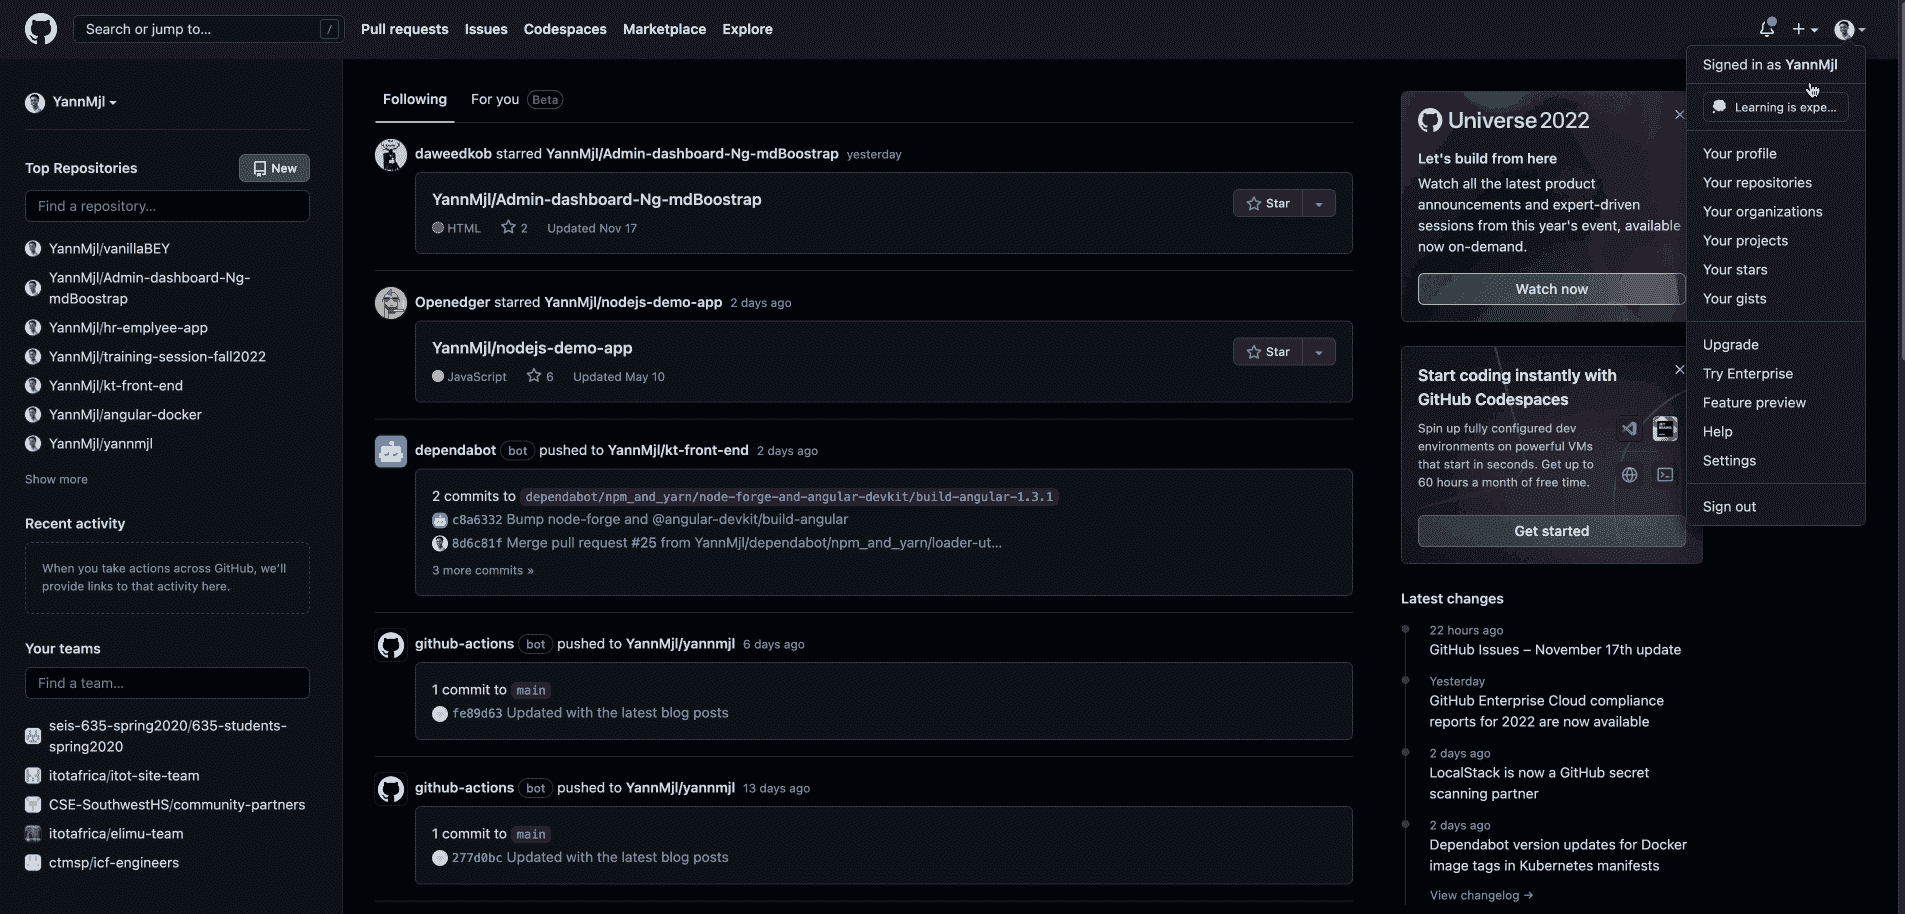 Search or jump to...
/
Pull requests
Issues
Codespaces
Marketplace
Explore
YannMjl
Top Repositories
New
Find a repository...
YannMjl/vanillaBEY
YannMjl/Admin-dashboard-Ng-
mdBoostrap
YannMjl/hr-emplyee-app
YannMjl/training-session-fall2022
YannMjl/kt-front-end
YannMjl/angular-docker
YannMjl/yannmjl
Show more
Recent activity
When you take actions across GitHub, we'll
provide links to that activity here.
Your teams
Find a team...
seis-635-spring2020/635-students-
spring2020
itotafrica/itot-site-team
CSE-SouthwestHS/community-partners
itotafrica/elimu-team
ctmsp/icf-engineers
Following
For you Beta
daweedkob starred YannMjl/Admin-dashboard-Ng-mdBoostrap yesterday
YannMjl/Admin-dashboard-Ng-mdBoostrap
Star
HTML 2 Updated Nov 17
Openedger starred YannMjl/nodejs-demo-app 2 days ago
YannMjl/nodejs-demo-app
Star
JavaScript 6 Updated May 10
dependabot bot pushed to YannMjl/kt-front-end 2 days ago
2 commits to dependabot/npm_and_yarn/node-forge-and-angular-devkit/build-angular-1.3.1
c8a6332 Bump node-forge and @angular-devkit/build-angular
8d6c81f Merge pull request #25 from YannMjl/dependabot/npm_and_yarn/loader-ut...
3 more commits »
github-actions bot pushed to YannMjl/yannmjl 6 days ago
1 commit to main
fe89d63 Updated with the latest blog posts
github-actions bot pushed to YannMjl/yannmjl 13 days ago
1 commit to main
277d0bc Updated with the latest blog posts
Universe2022
Let's build from here
Watch all the latest product
announcements and expert-driven
sessions from this year's event, available
now on-demand.
Watch now
Start coding instantly with
GitHub Codespaces
Spin up fully configured dev
environments on powerful VMs
that start in seconds. Get up to
60 hours a month of free time.
Get started
Latest changes
22 hours ago
GitHub Issues – November 17th update
Yesterday
GitHub Enterprise Cloud compliance
reports for 2022 are now available
2 days ago
LocalStack is now a GitHub secret
scanning partner
2 days ago
Dependabot version updates for Docker
image tags in Kubernetes manifests
View changelog →
Signed in as YannMjl
Learning is expe...
Your profile
Your repositories
Your organizations
Your projects
Your stars
Your gists
Upgrade
Try Enterprise
Feature preview
Help
Settings
Sign out